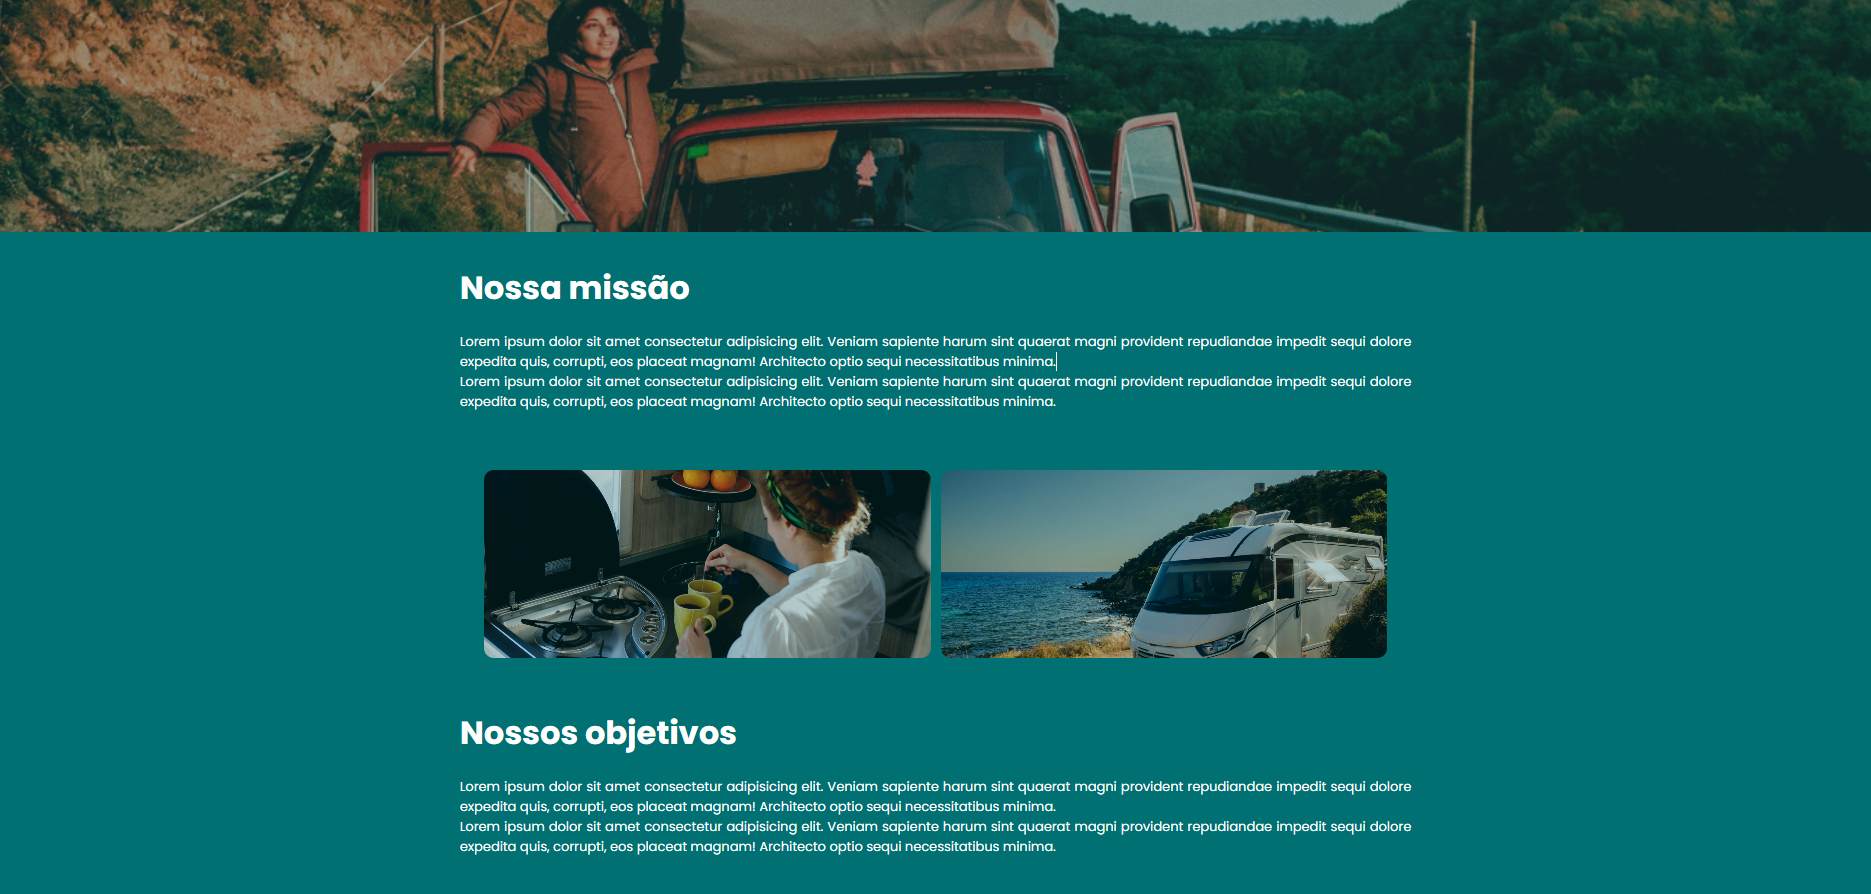 Nossa missão
Lorem ipsum dolor sit amet consectetur adipisicing elit. Veniam sapiente harum sint quaerat magni provident repudiandae impedit sequi dolore
expedita quis, corrupti, eos placeat magnam! Architecto optio sequi necessitatibus minima.
Lorem ipsum dolor sit amet consectetur adipisicing elit. Veniam sapiente harum sint quaerat magni provident repudiandae impedit sequi dolore
expedita quis, corrupti, eos placeat magnam! Architecto optio sequi necessitatibus minima.
Nossos objetivos
Lorem ipsum dolor sit amet consectetur adipisicing elit. Veniam sapiente harum sint quaerat magni provident repudiandae impedit sequi dolore
expedita quis, corrupti, eos placeat magnam! Architecto optio sequi necessitatibus minima.
Lorem ipsum dolor sit amet consectetur adipisicing elit. Veniam sapiente harum sint quaerat magni provident repudiandae impedit sequi dolore
expedita quis, corrupti, eos placeat magnam! Architecto optio sequi necessitatibus minima.